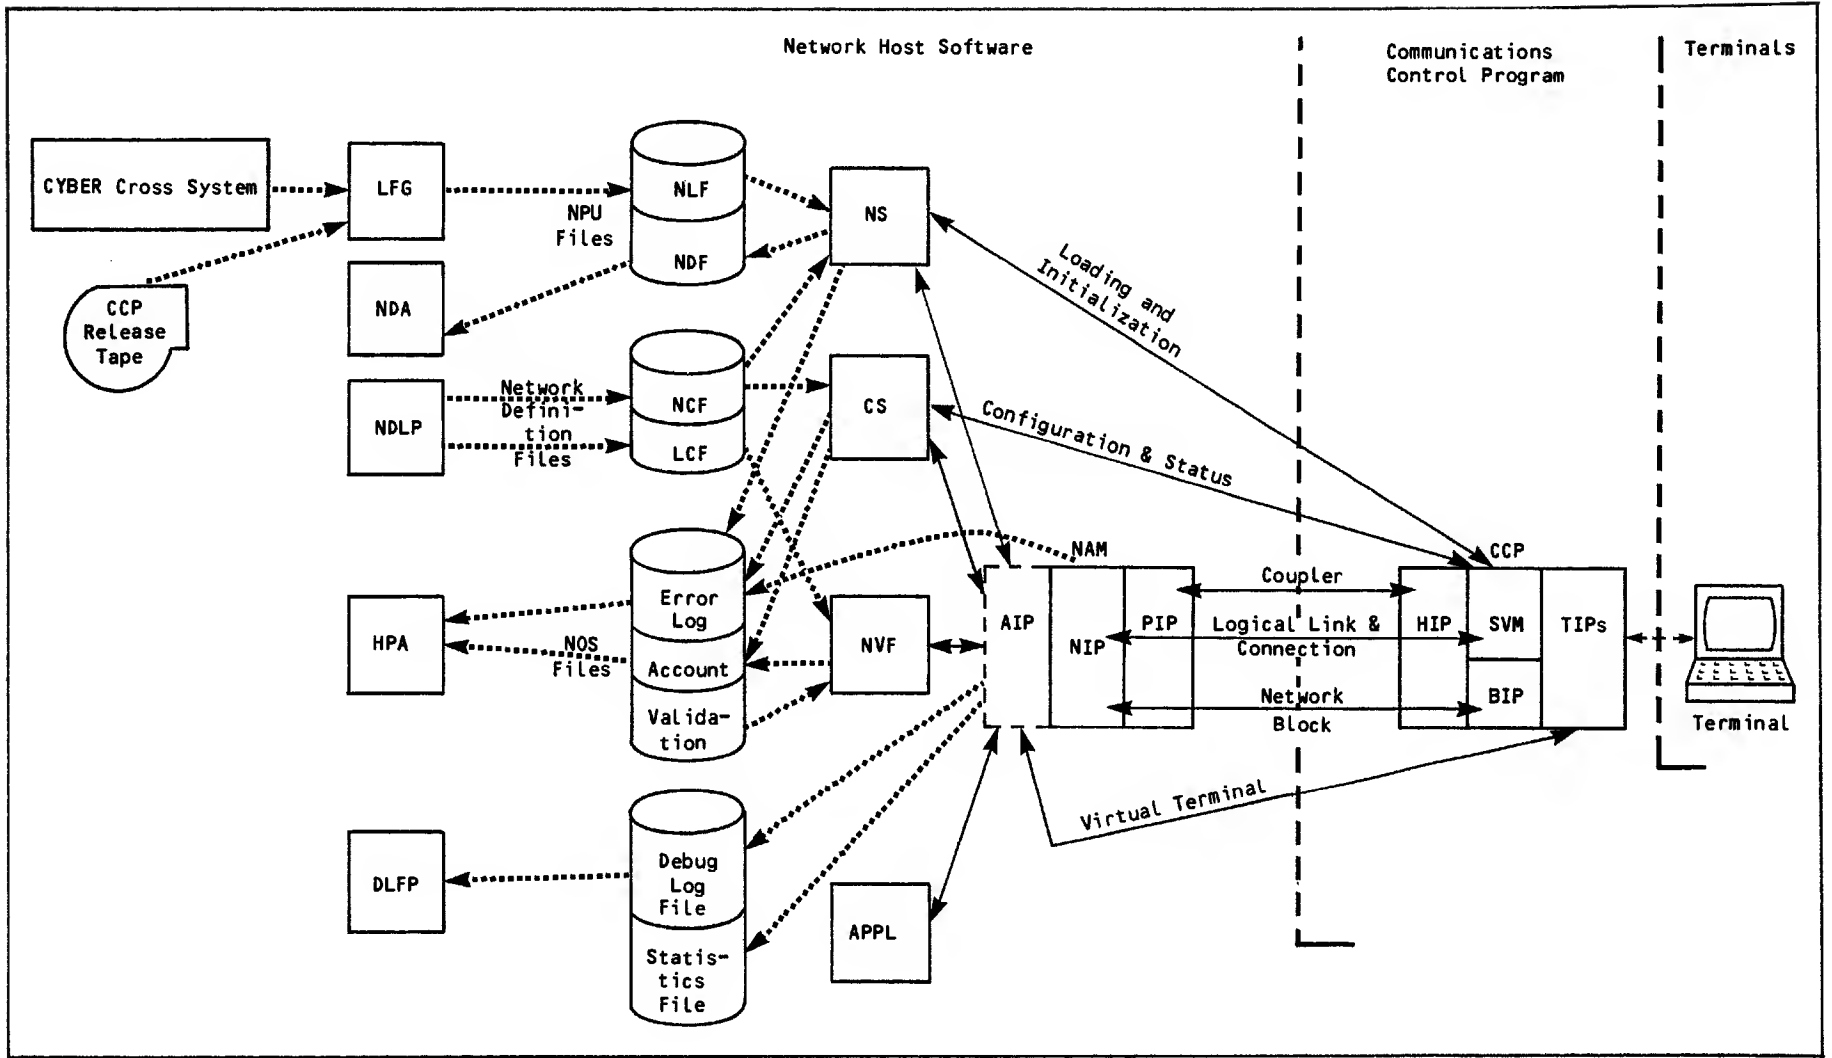 Network Host Software
Communications
Control Program
Terminals
CYBER Cross System
LFG
NLF
NPU
Files
NDF
NS
CCP
Release
Tape
NDA
Loading and
Initialization
NDLP
Network
Defini-
tion
Files
NCF
LCF
CS
Configuration & Status
HPA
NOS
Files
Error
Log
Account
Valida-
tion
NVF
NAM
AIP
NIP
PIP
Coupler
Logical Link &
Connection
Network
Block
CCP
HIP
SVM
BIP
TIPs
Terminal
Virtual Terminal
DLFP
Debug
Log
File
Statis-
tics
File
APPL